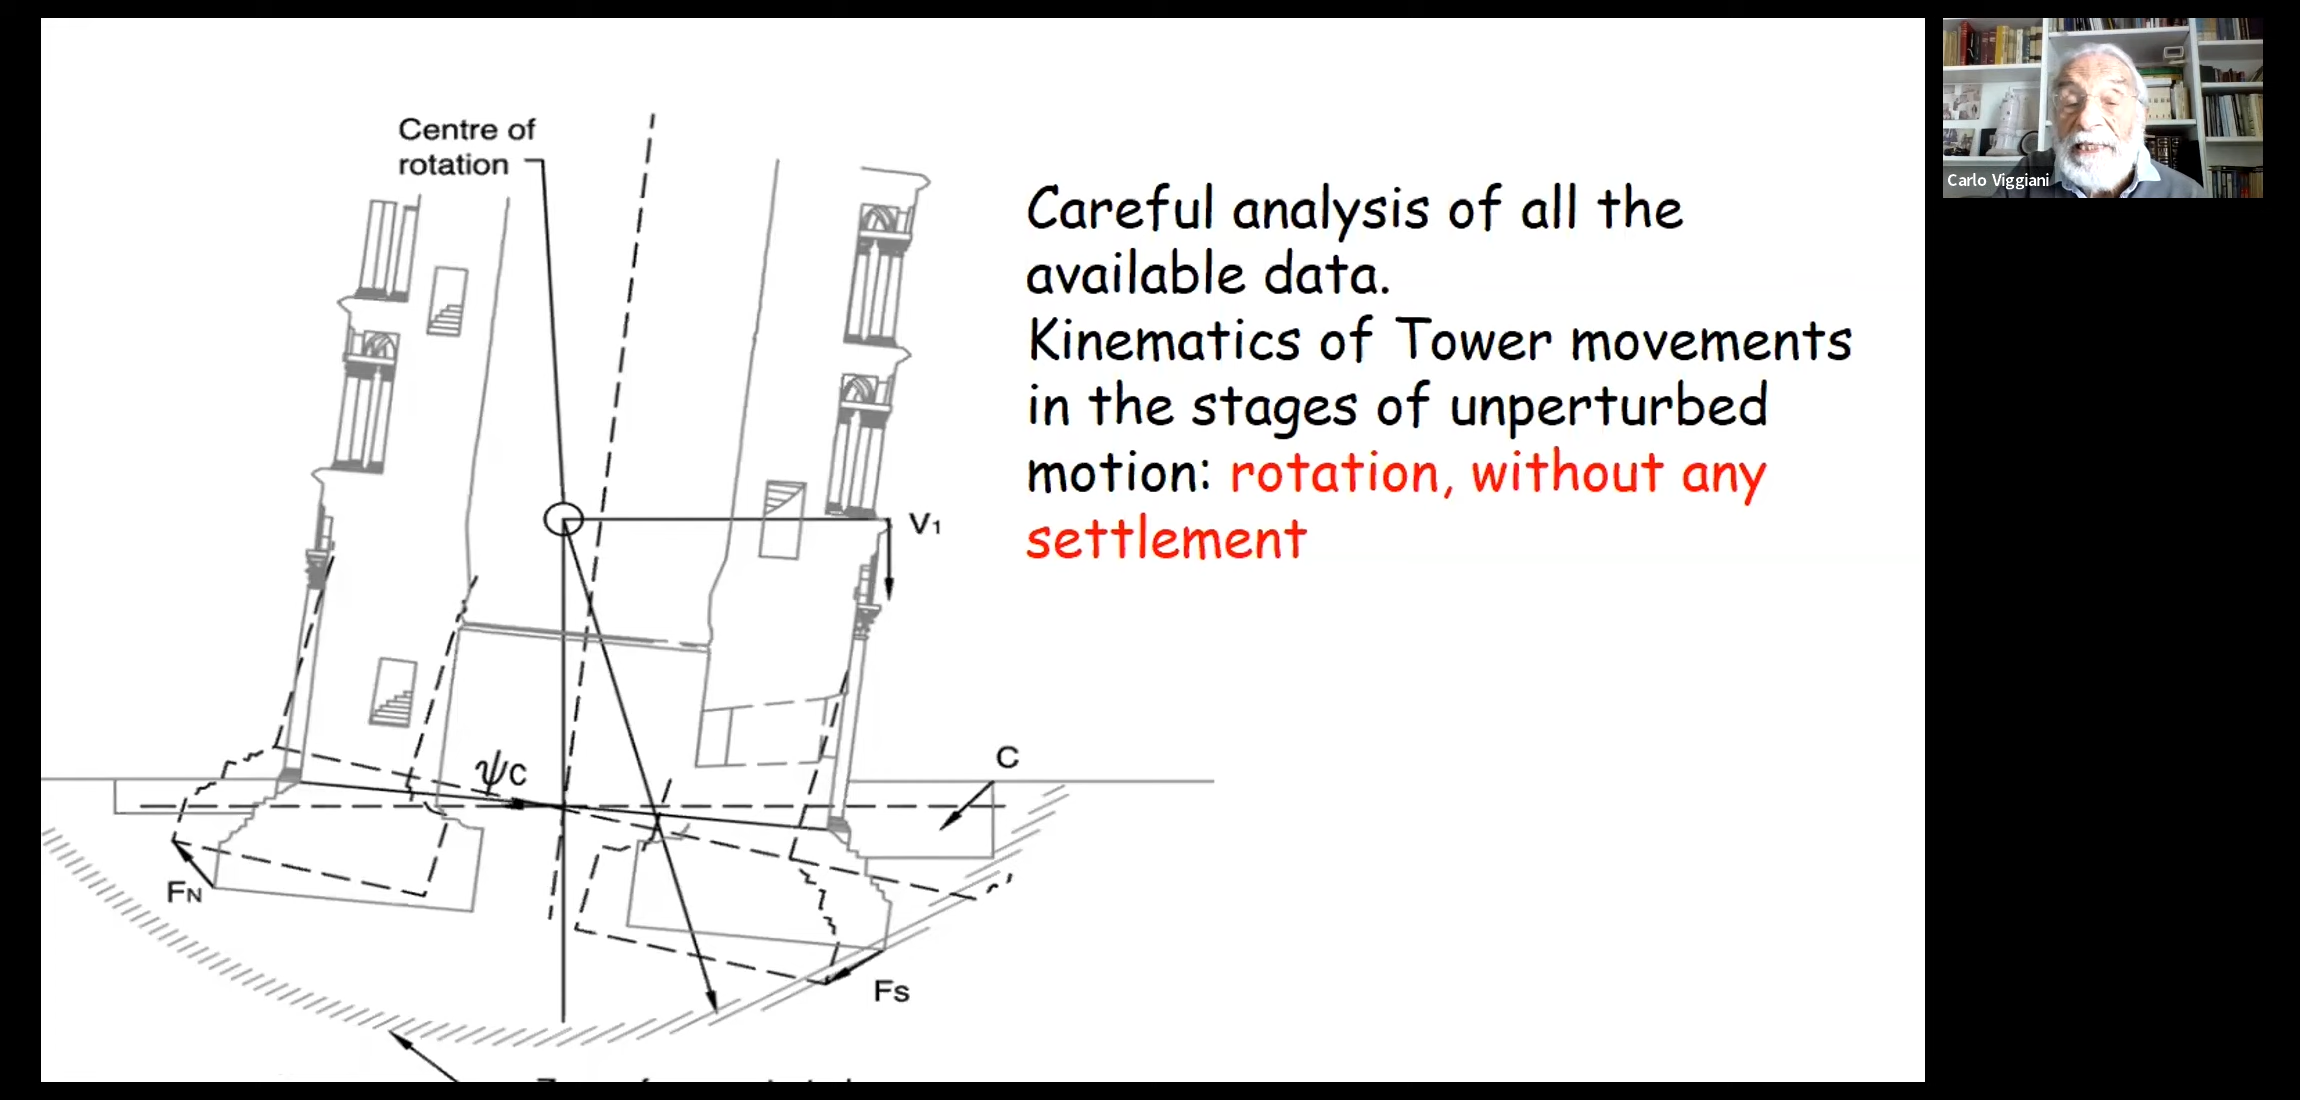 Centre of
rotation
Careful analysis of all the
available data.
Kinematics of Tower movements
in the stages of unperturbed
motion: rotation, without any
settlement
V1
ψC
C
FN
FS
Carlo Viggiani